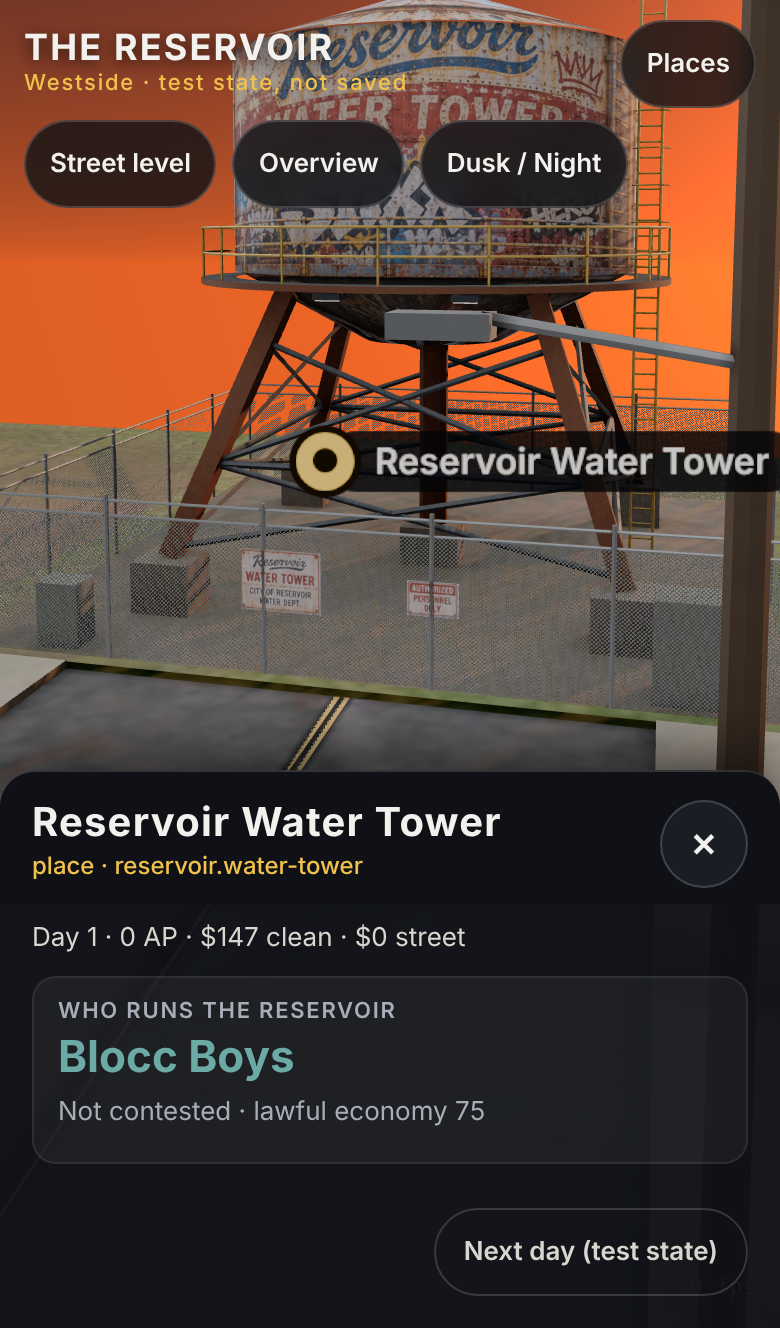 THE RESERVOIR
Westside · test state, not saved
Places
Street level
Overview
Dusk / Night
Reservoir
WATER TOWER
Reservoir Water Tower
Reservoir
WATER TOWER
CITY OF RESERVOIR
WATER DEPT.
AUTHORIZED
PERSONNEL
ONLY
Reservoir Water Tower
place · reservoir.water-tower
×
Day 1 · 0 AP · $147 clean · $0 street
WHO RUNS THE RESERVOIR
Blocc Boys
Not contested · lawful economy 75
Next day (test state)